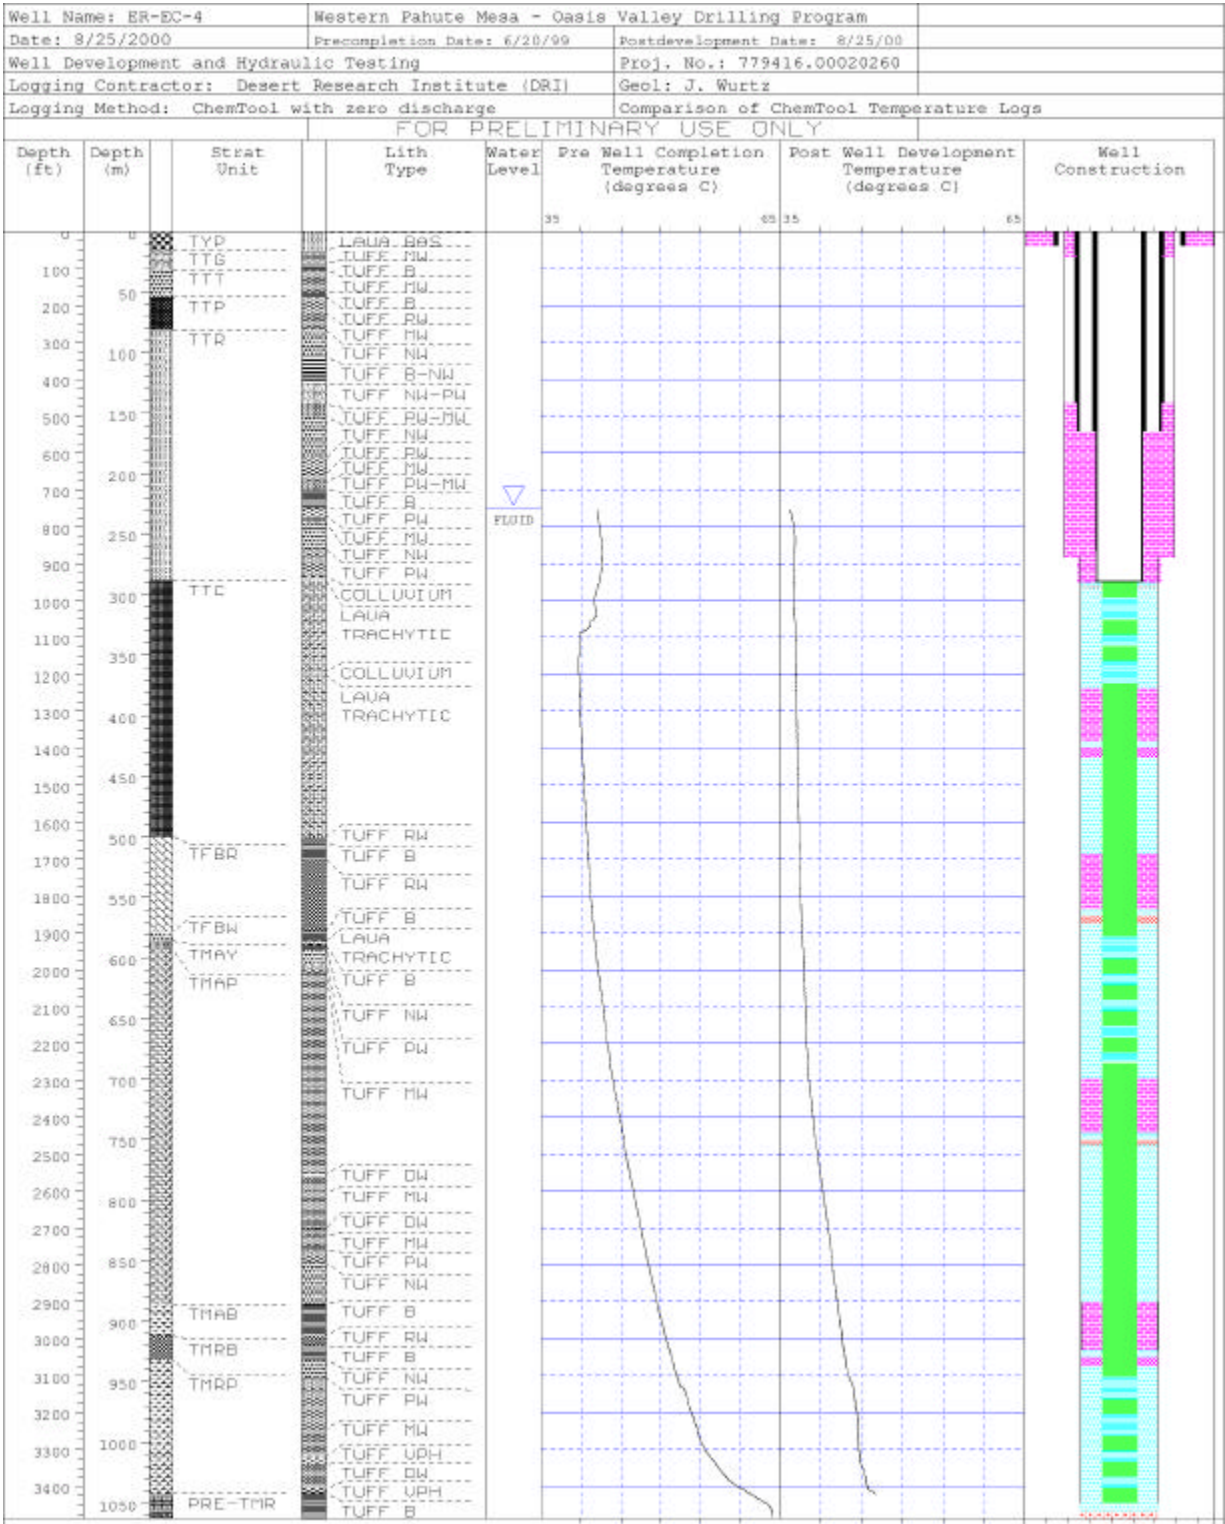 Well Name: ER-EC-4
Western Pahute Mesa - Oasis Valley Drilling Program
Date: 8/25/2000
Precompletion Date: 6/20/99
Postdevelopment Date: 8/25/00
Well Development and Hydraulic Testing
Proj. No.: 779416.00020260
Logging Contractor: Desert Research Institute (DRI)
Geol: J. Wurtz
Logging Method: ChemTool with zero discharge
Comparison of ChemTool Temperature Logs
FOR PRELIMINARY USE ONLY
Depth (ft)
Depth (m)
Strat Unit
Lith Type
Water Level
Pre Well Completion Temperature (degrees C)
35 65
Post Well Development Temperature (degrees C)
35 65
Well Construction
0
100
200
300
400
500
600
700
800
900
1000
1100
1200
1300
1400
1500
1600
1700
1800
1900
2000
2100
2200
2300
2400
2500
2600
2700
2800
2900
3000
3100
3200
3300
3400
0
50
100
150
200
250
300
350
400
450
500
550
600
650
700
750
800
850
900
950
1000
1050
TYP
TTG
TTT
TTP
TTR
TTC
TFBR
TFBW
TMAY
TMAP
TMAB
TMRB
TMRP
PRE-TMR
LAVA BAS
TUFF MW
TUFF B
TUFF MW
TUFF B
TUFF RW
TUFF MW
TUFF NW
TUFF B-NW
TUFF NW-PW
TUFF PW-MW
TUFF NW
TUFF PW
TUFF MW
TUFF PW-MW
TUFF B
TUFF PW
TUFF MW
TUFF NW
TUFF PW
COLLUVIUM
LAVA
TRACHYTIC
COLLUVIUM
LAVA
TRACHYTIC
TUFF RW
TUFF B
TUFF RW
TUFF B
LAVA
TRACHYTIC
TUFF B
TUFF NW
TUFF PW
TUFF MW
TUFF DW
TUFF MW
TUFF DW
TUFF MW
TUFF PW
TUFF NW
TUFF B
TUFF RW
TUFF B
TUFF NW
TUFF PW
TUFF MW
TUFF VPH
TUFF DW
TUFF VPH
TUFF B
FLUID